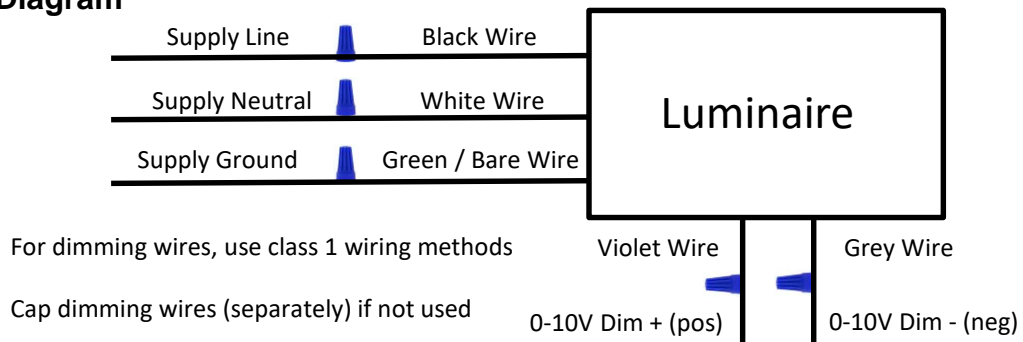 Diagram
Supply Line
Black Wire
Supply Neutral
White Wire
Luminaire
Supply Ground
Green / Bare Wire
For dimming wires, use class 1 wiring methods
Violet Wire
Grey Wire
Cap dimming wires (separately) if not used
0-10V Dim + (pos)
0-10V Dim - (neg)